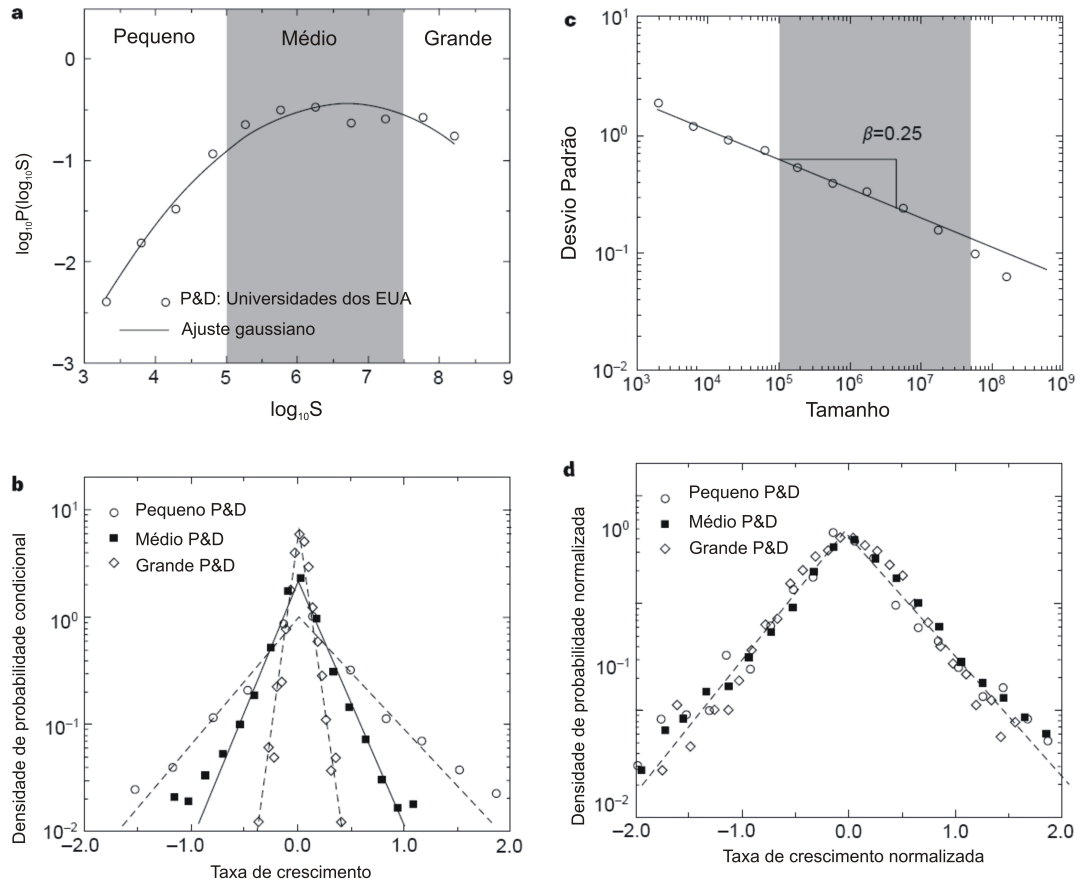 a
Pequeno Médio Grande
0
−1
−2
−3
log₁₀P(log₁₀S)
P&D: Universidades dos EUA
Ajuste gaussiano
3 4 5 6 7 8 9
log₁₀S
c
10¹
10⁰
10⁻¹
10⁻²
Desvio Padrão
β=0.25
10³ 10⁴ 10⁵ 10⁶ 10⁷ 10⁸ 10⁹
Tamanho
b
10¹
10⁰
10⁻¹
10⁻²
Densidade de probabilidade condicional
Pequeno P&D
Médio P&D
Grande P&D
−2.0 −1.0 0.0 1.0 2.0
Taxa de crescimento
d
10⁰
10⁻¹
10⁻²
Densidade de probabilidade normalizada
Pequeno P&D
Médio P&D
Grande P&D
−2.0 −1.0 0.0 1.0 2.0
Taxa de crescimento normalizada